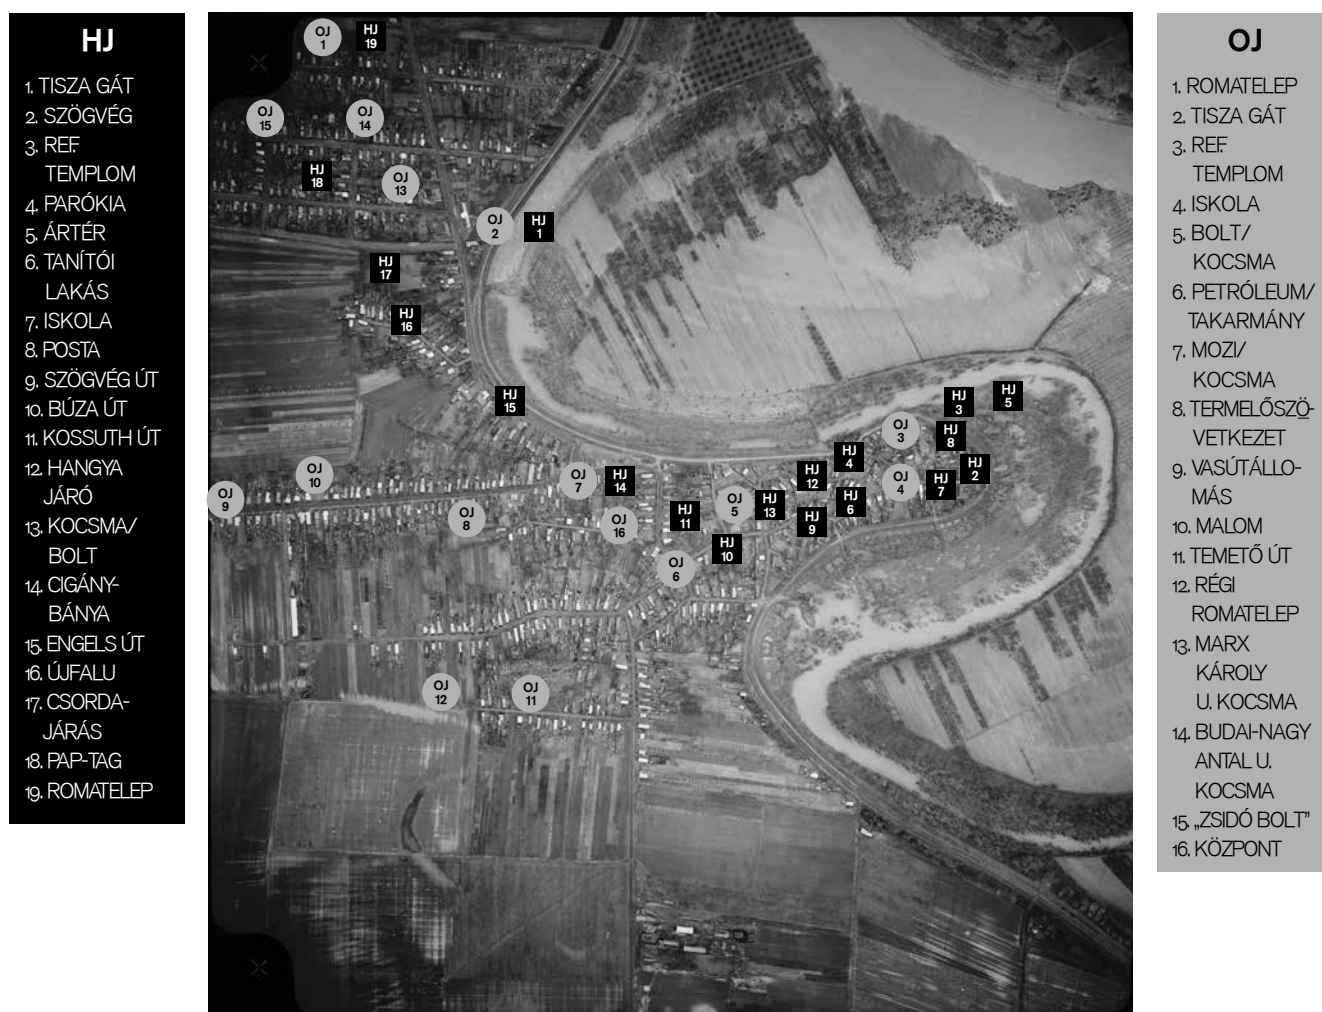 HJ
1. TISZA GÁT
2. SZÖGVÉG
3. REF.
TEMPLOM
4. PARÓKIA
5. ÁRTÉR
6. TANÍTÓI
LAKÁS
7. ISKOLA
8. POSTA
9. SZÖGVÉG ÚT
10. BÚZA ÚT
11. KOSSUTH ÚT
12. HANGYA
JÁRÓ
13. KOCSMA/
BOLT
14. CIGÁNY-
BÁNYA
15. ENGELS ÚT
16. ÚJFALU
17. CSORDA-
JÁRÁS
18. PAP-TAG
19. ROMATELEP
OJ
1
HJ
19
OJ
15
OJ
14
HJ
18
OJ
13
OJ
2
HJ
1
HJ
17
HJ
16
HJ
15
HJ
3
HJ
5
OJ
3
HJ
8
HJ
4
HJ
2
OJ
10
OJ
7
HJ
14
HJ
12
OJ
4
HJ
7
OJ
9
OJ
8
OJ
16
HJ
11
OJ
5
HJ
13
HJ
6
HJ
9
HJ
10
OJ
6
OJ
12
OJ
11
OJ
1. ROMATELEP
2. TISZA GÁT
3. REF.
TEMPLOM
4. ISKOLA
5. BOLT/
KOCSMA
6. PETRÓLEUM/
TAKARMÁNY
7. MOZI/
KOCSMA
8. TERMELŐSZÖ-
VETKEZET
9. VASÚTÁLLO-
MÁS
10. MALOM
11. TEMETŐ ÚT
12. RÉGI
ROMATELEP
13. MARX
KÁROLY
U. KOCSMA
14. BUDAI-NAGY
ANTAL U.
KOCSMA
15. „ZSIDÓ BOLT”
16. KÖZPONT